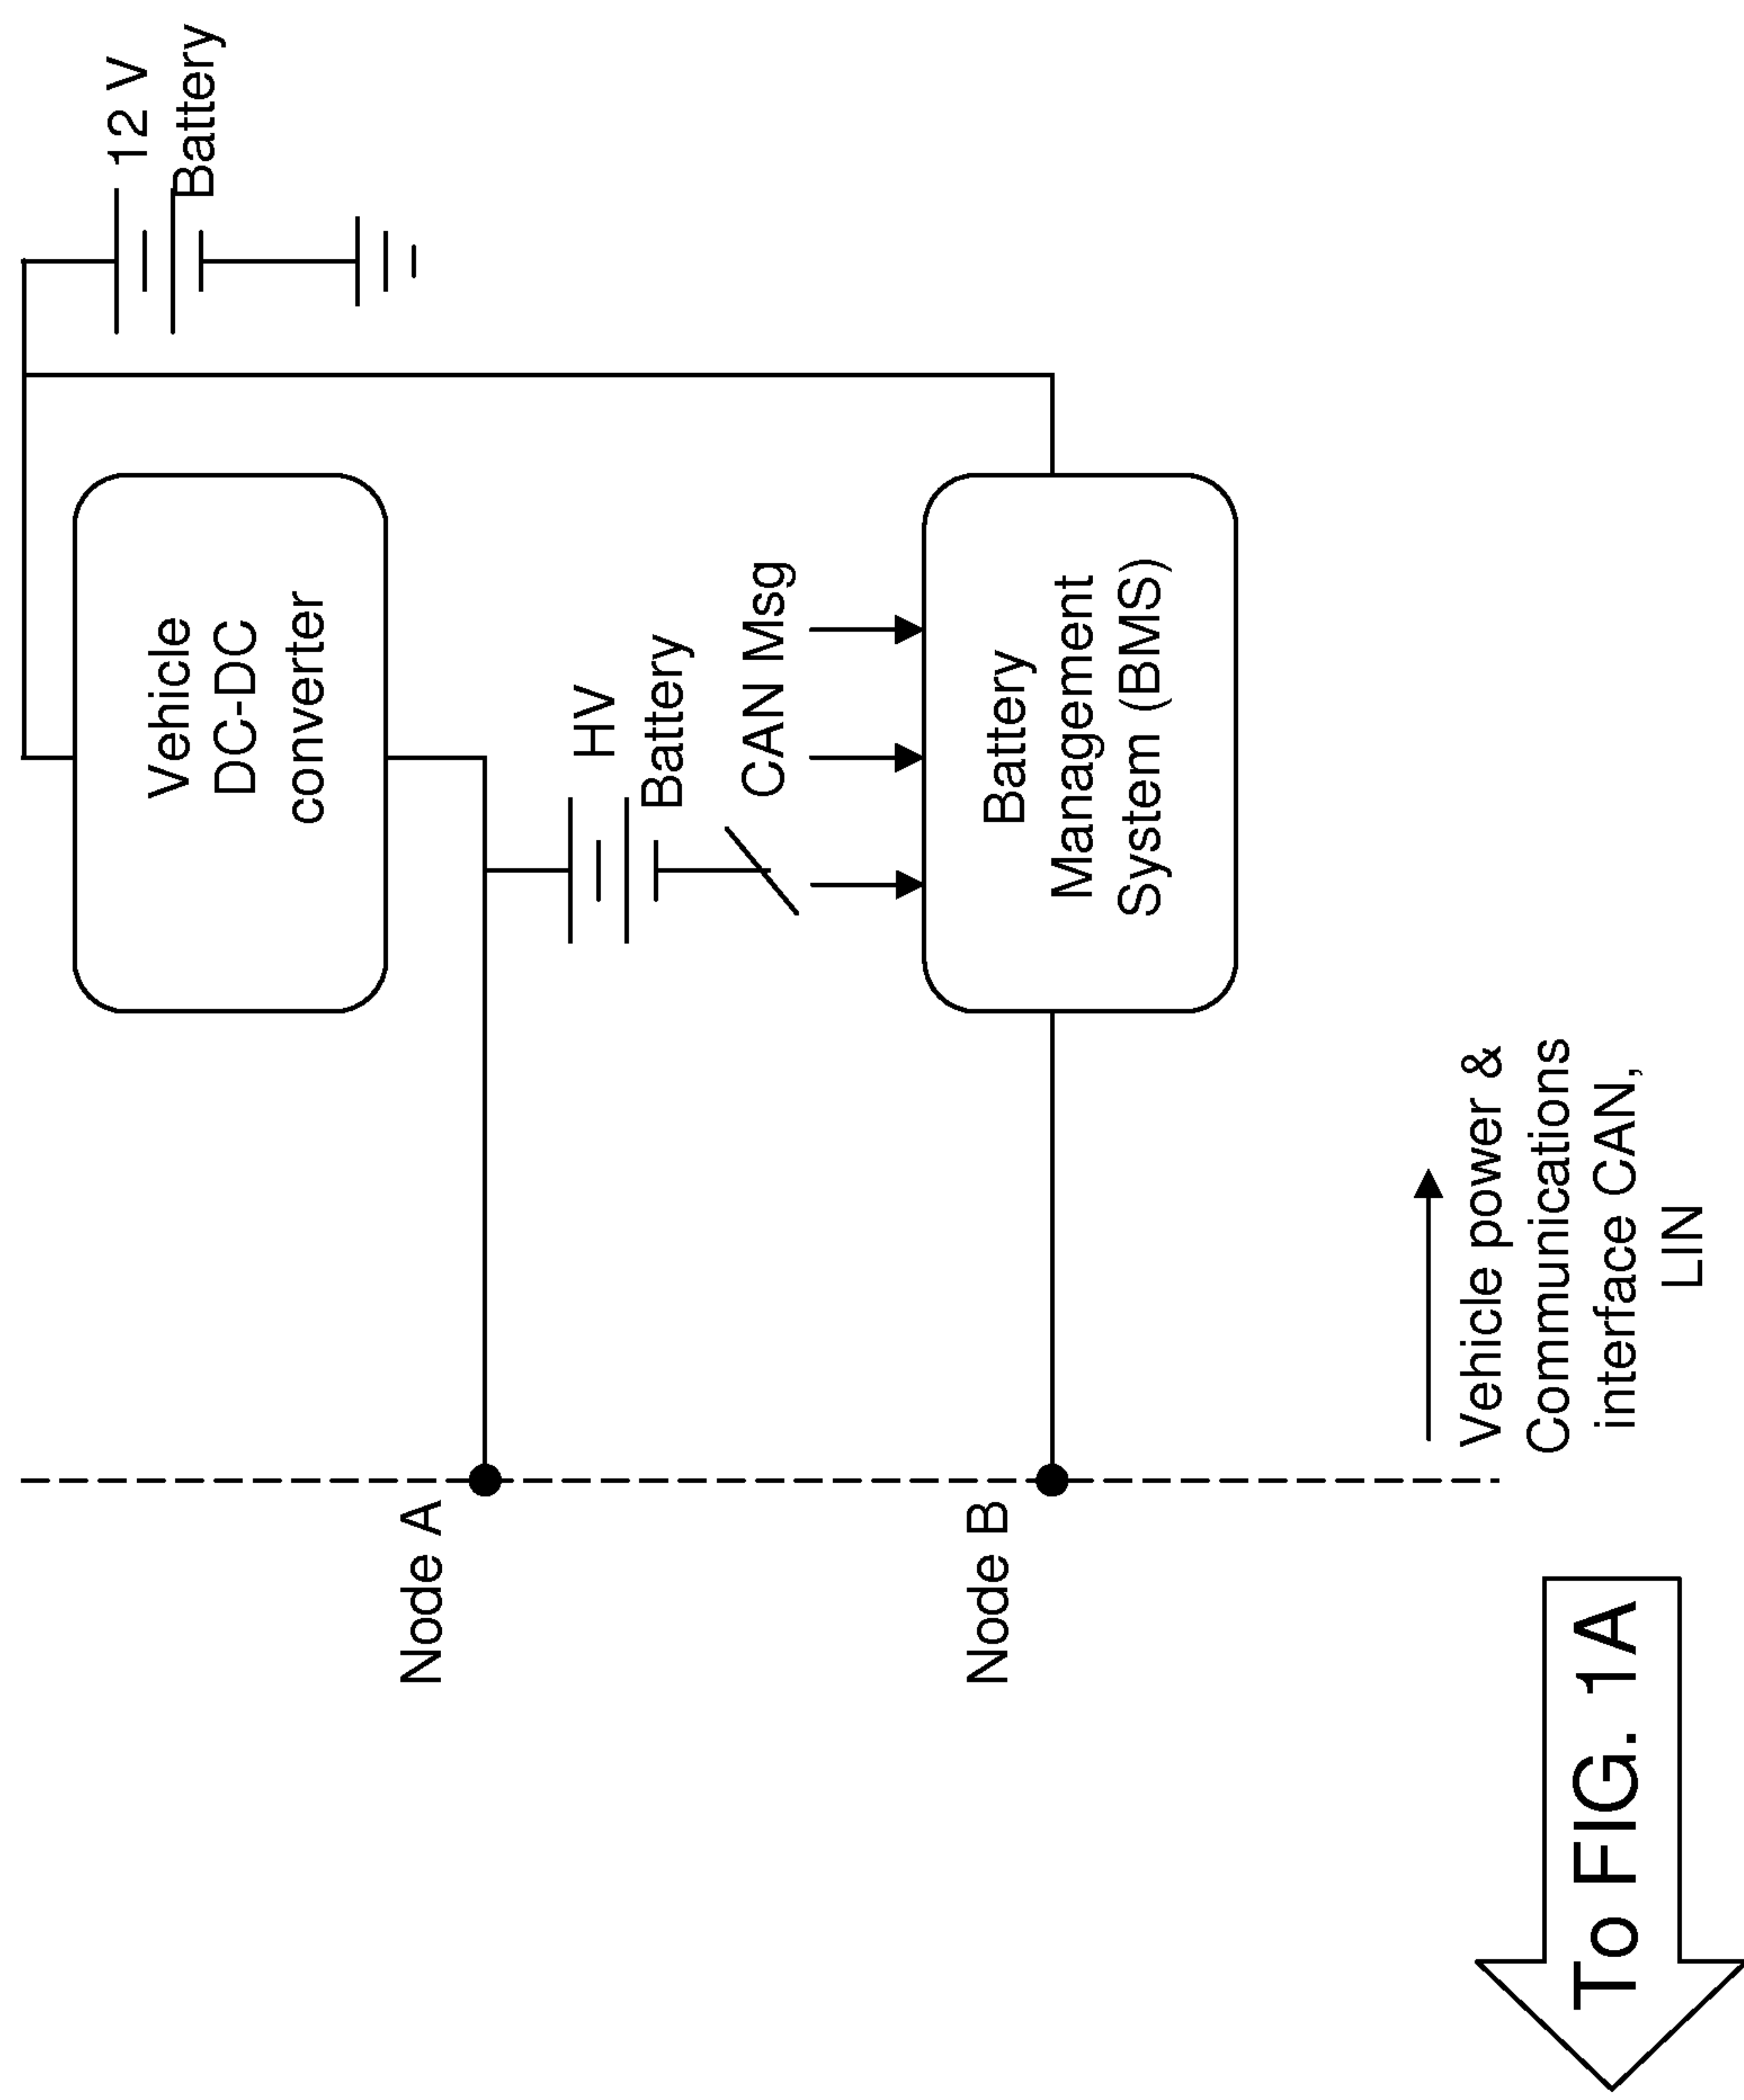 12 V
Battery
Vehicle
DC-DC
converter
HV
Battery
CAN Msg
Battery
Management
System (BMS)
Node A
Node B
Vehicle power &
Communications
interface CAN,
LIN
To FIG. 1A